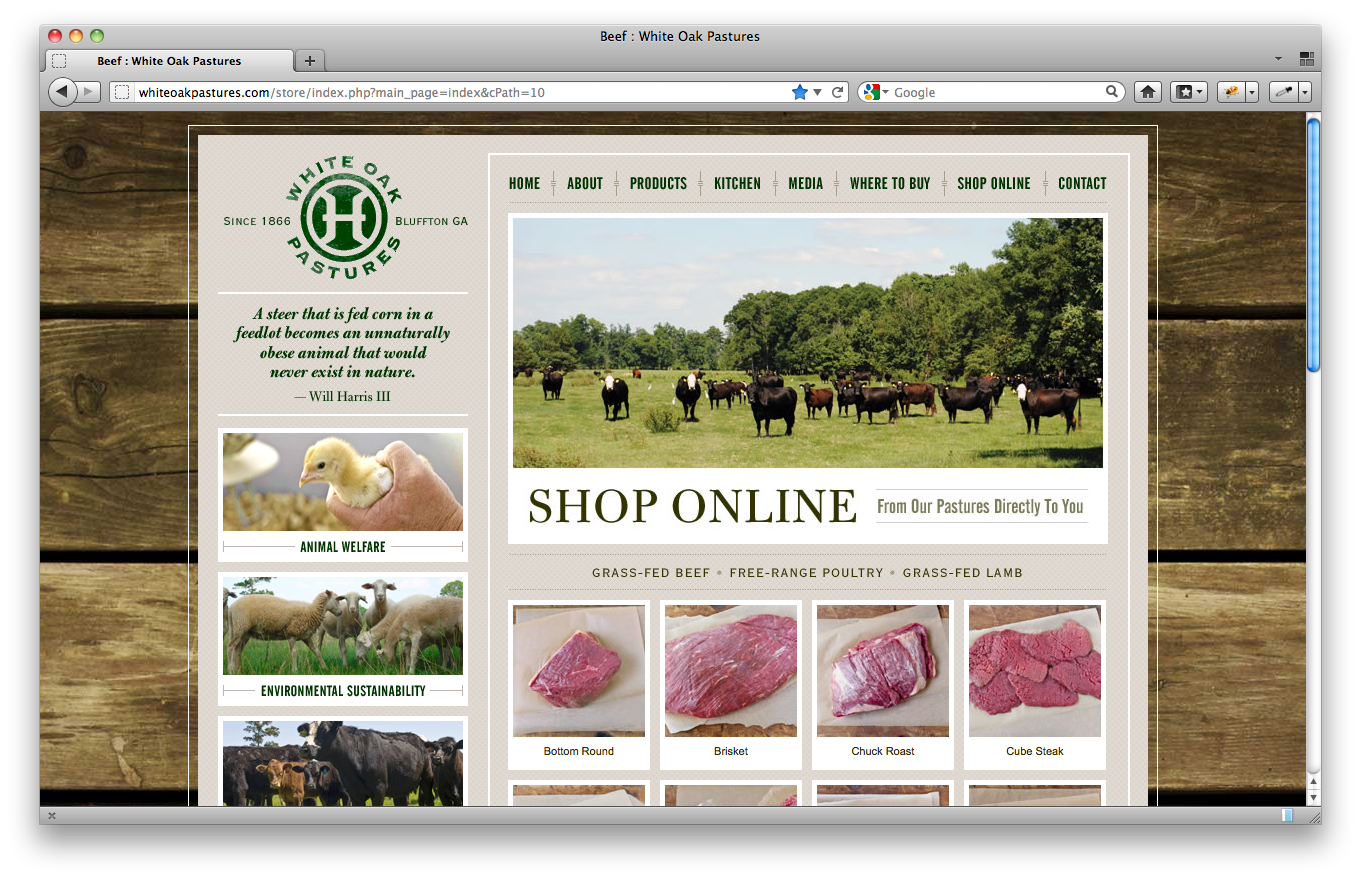 Beef : White Oak Pastures
Beef : White Oak Pastures
whiteoakpastures.com/store/index.php?main_page=index&cPath=10
Google
WHITE OAK
SINCE 1866
H
BLUFFTON GA
PASTURES
A steer that is fed corn in a
feedlot becomes an unnaturally
obese animal that would
never exist in nature.
— Will Harris III
ANIMAL WELFARE
ENVIRONMENTAL SUSTAINABILITY
HOME ABOUT PRODUCTS KITCHEN MEDIA WHERE TO BUY SHOP ONLINE CONTACT
SHOP ONLINE
From Our Pastures Directly To You
GRASS-FED BEEF • FREE-RANGE POULTRY • GRASS-FED LAMB
Bottom Round
Brisket
Chuck Roast
Cube Steak